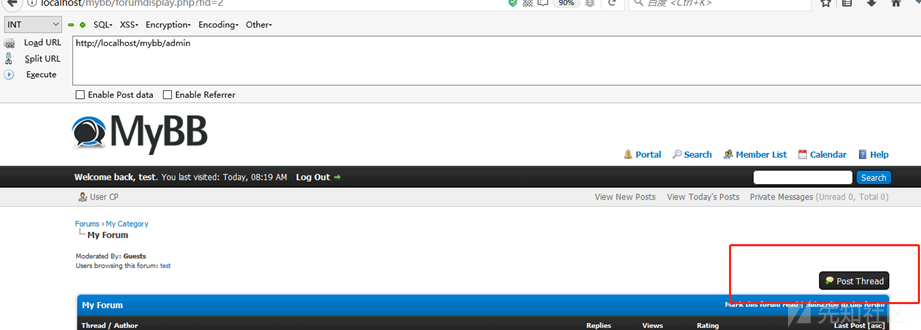 localhost/mybb/forumdisplay.php?fid=2
90%
百度 <Ctrl+K>
INT
SQL- XSS- Encryption- Encoding- Other-
Load URL
http://localhost/mybb/admin
Split URL
Execute
Enable Post data Enable Referrer
MyBB
Portal Search Member List Calendar Help
Welcome back, test. You last visited: Today, 08:19 AM Log Out
Search
User CP View New Posts View Today's Posts Private Messages (Unread 0, Total 0)
Forums › My Category
My Forum
Moderated By: Guests
Users browsing this forum: test
Post Thread
My Forum Mark this forum read | Subscribe to this forum
Thread / Author Replies Views Rating Last Post [asc]
先知社区